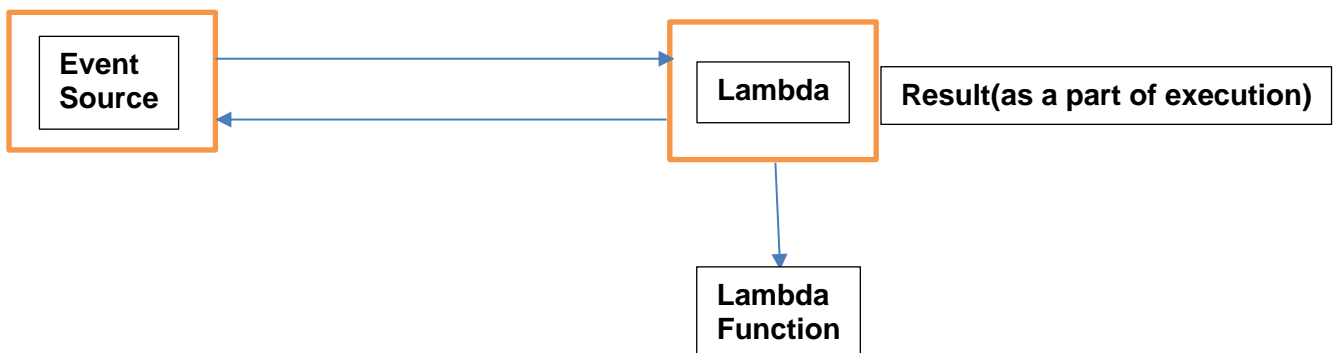 Event
Source
Lambda
Result(as a part of execution)
Lambda
Function